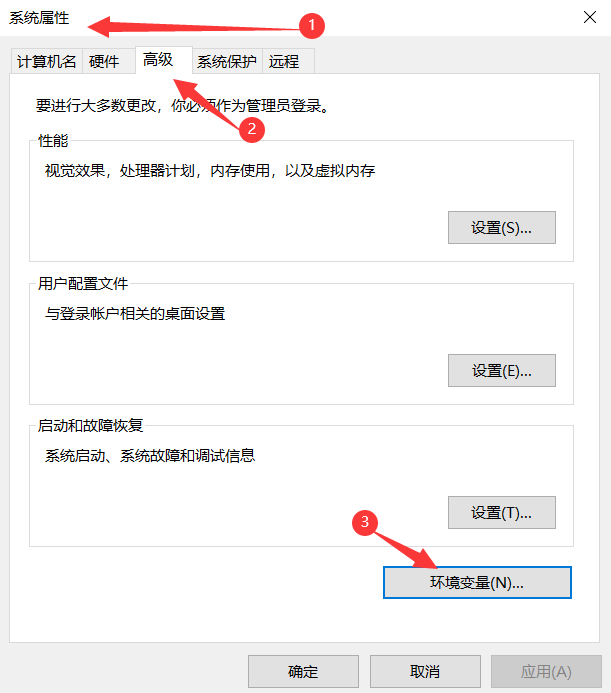 系统属性
1
计算机名 硬件 高级 系统保护 远程
要进行大多数更改，你必须作为管理员登录。
2
性能
视觉效果，处理器计划，内存使用，以及虚拟内存
设置(S)...
用户配置文件
与登录帐户相关的桌面设置
设置(E)...
启动和故障恢复
系统启动、系统故障和调试信息
设置(T)...
3
环境变量(N)...
确定 取消 应用(A)